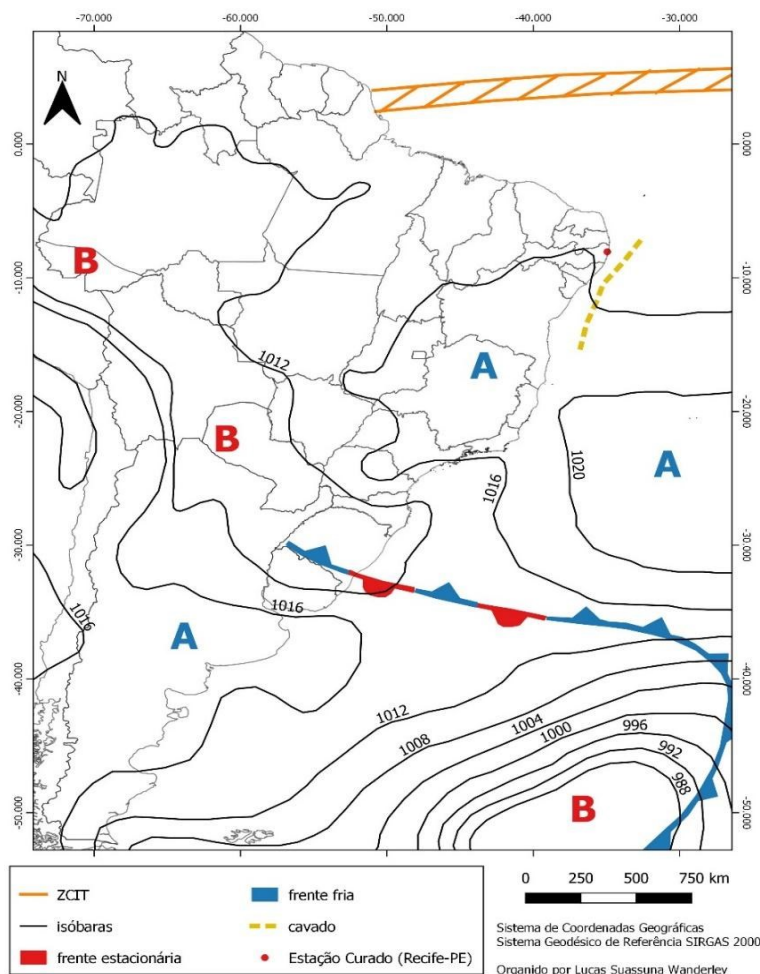 -70.000 -60.000 -50.000 -40.000 -30.000
N
0.000 0.000
B
-10.000 -10.000
1012
A
-20.000 -20.000
B
A
1020
1016
-30.000 -30.000
1016
1016
A
-40.000 -40.000
1012
1008
1004
1000
996
992
988
B
-50.000 -50.000
ZCIT
isóbaras
frente estacionária
frente fria
cavado
Estação Curado (Recife-PE)
0 250 500 750 km
Sistema de Coordenadas Geográficas
Sistema Geodésico de Referência SIRGAS 2000
Organido por Lucas Suassuna Wanderley